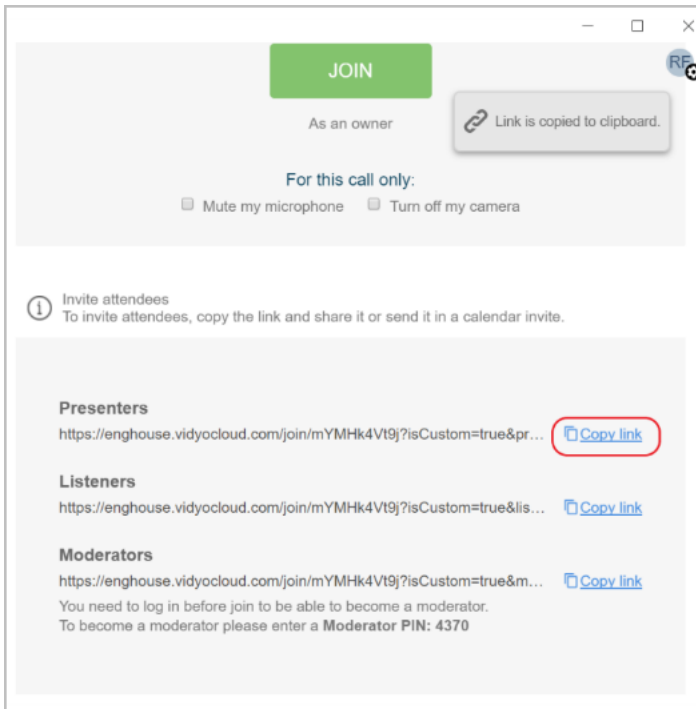 JOIN
RF
As an owner
Link is copied to clipboard.
For this call only:
Mute my microphone
Turn off my camera
Invite attendees
To invite attendees, copy the link and share it or send it in a calendar invite.
Presenters
https://enghouse.vidyocloud.com/join/mYMHk4Vt9j?isCustom=true&pr... Copy link
Listeners
https://enghouse.vidyocloud.com/join/mYMHk4Vt9j?isCustom=true&lis... Copy link
Moderators
https://enghouse.vidyocloud.com/join/mYMHk4Vt9j?isCustom=true&m... Copy link
You need to log in before join to be able to become a moderator.
To become a moderator please enter a Moderator PIN: 4370